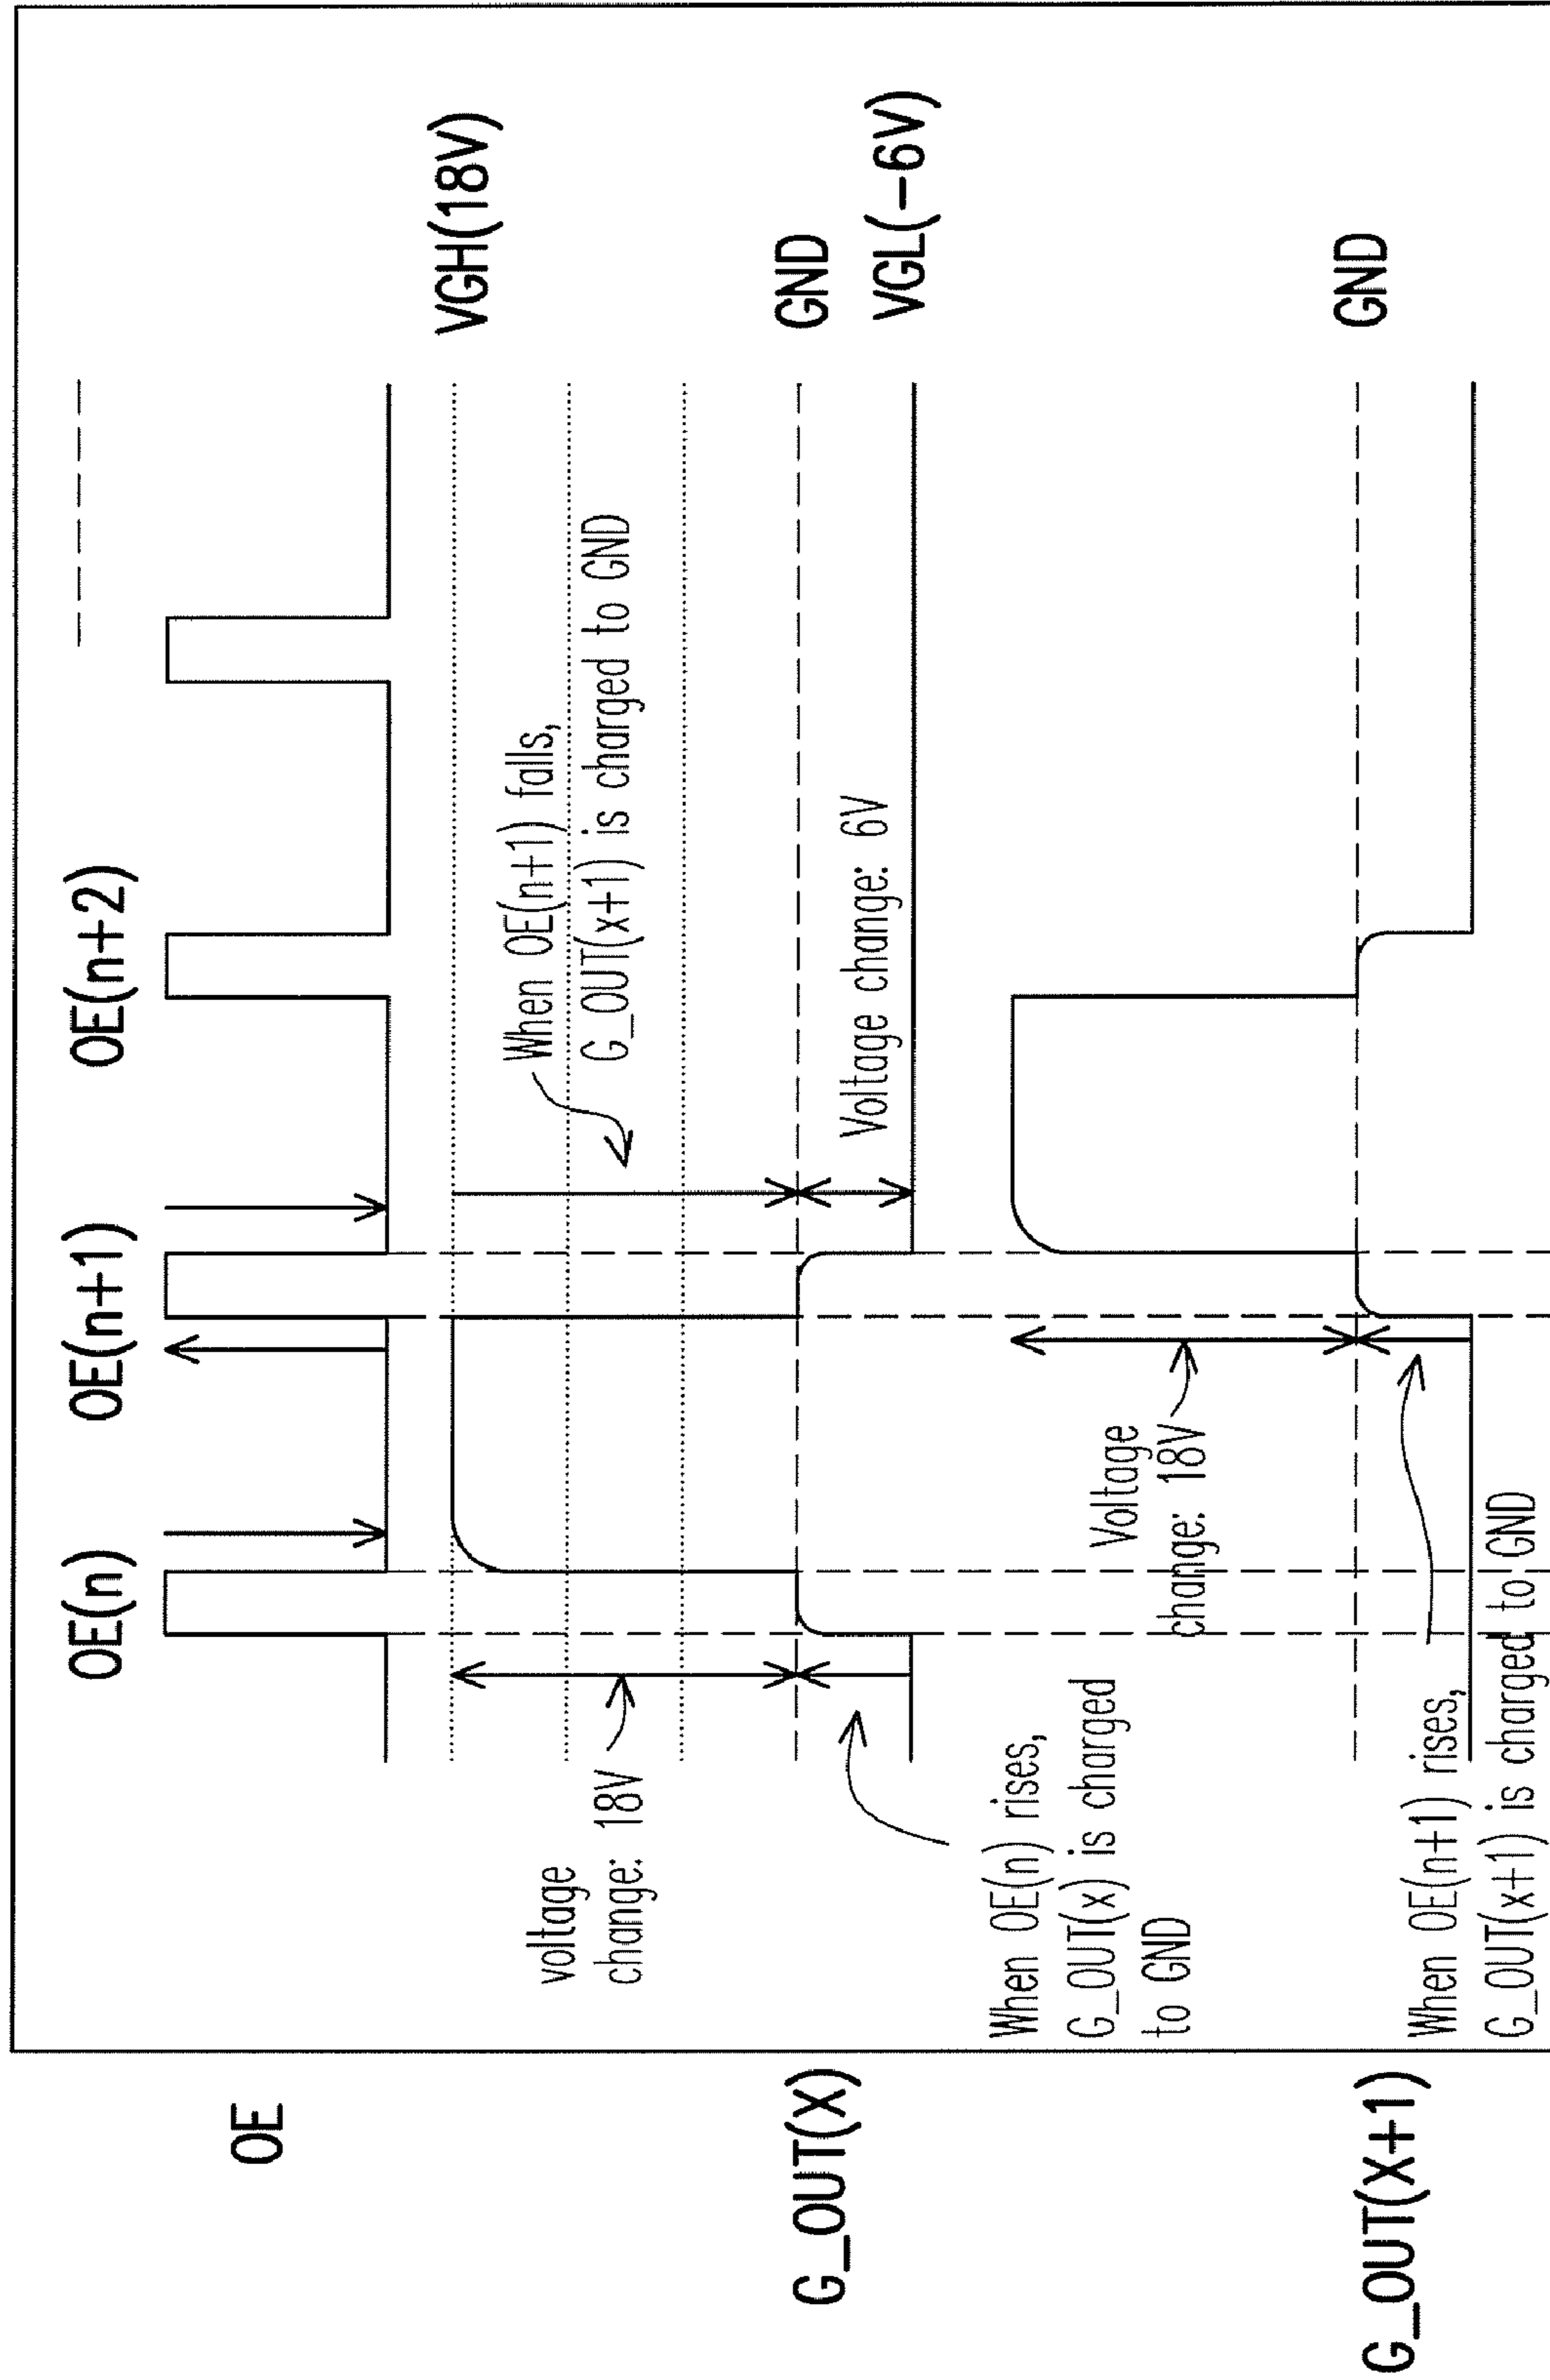 OE
OE(n)
OE(n+1)
OE(n+2)
VGH(18V)
When OE(n+1) falls,
G_OUT(x+1) is charged to GND
voltage
change: 18V
G_OUT(X)
GND
Voltage change: 6V
VGL(-6V)
When OE(n) rises,
G_OUT(x) is charged
to GND
Voltage
change: 18V
G_OUT(X+1)
GND
When OE(n+1) rises,
G_OUT(x+1) is charged to GND